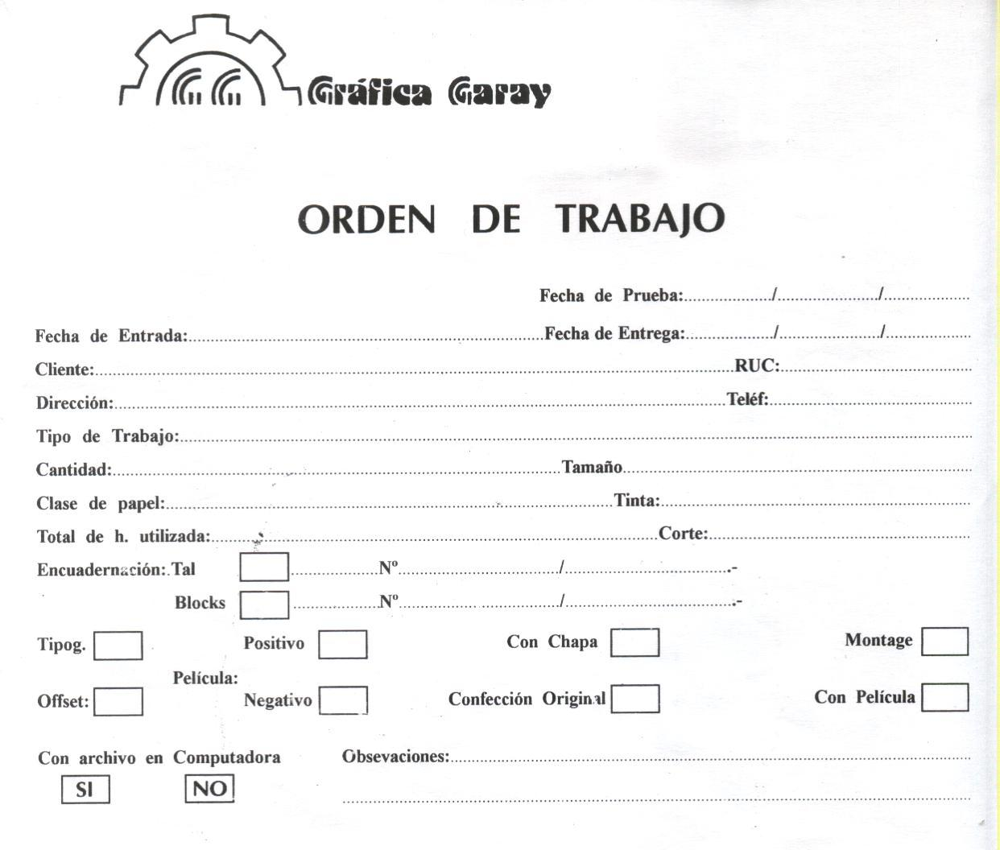 Gráfica Garay
ORDEN DE TRABAJO
Fecha de Prueba:..................../......................./....................
Fecha de Entrada:..............................Fecha de Entrega:..................../......................./....................
Cliente:..............................RUC:..............................
Dirección:..............................Teléf:..............................
Tipo de Trabajo:..............................
Cantidad:..............................Tamaño..............................
Clase de papel:..............................Tinta:..............................
Total de h. utilizada:..............................Corte:..............................
Encuadernación:.Tal ....................Nº..................../....................-
Blocks ....................Nº..................../....................-
Tipog. Positivo Con Chapa Montage
Película:
Offset: Negativo Confección Original Con Película
Con archivo en Computadora Obsevaciones:..............................
SI NO ..............................